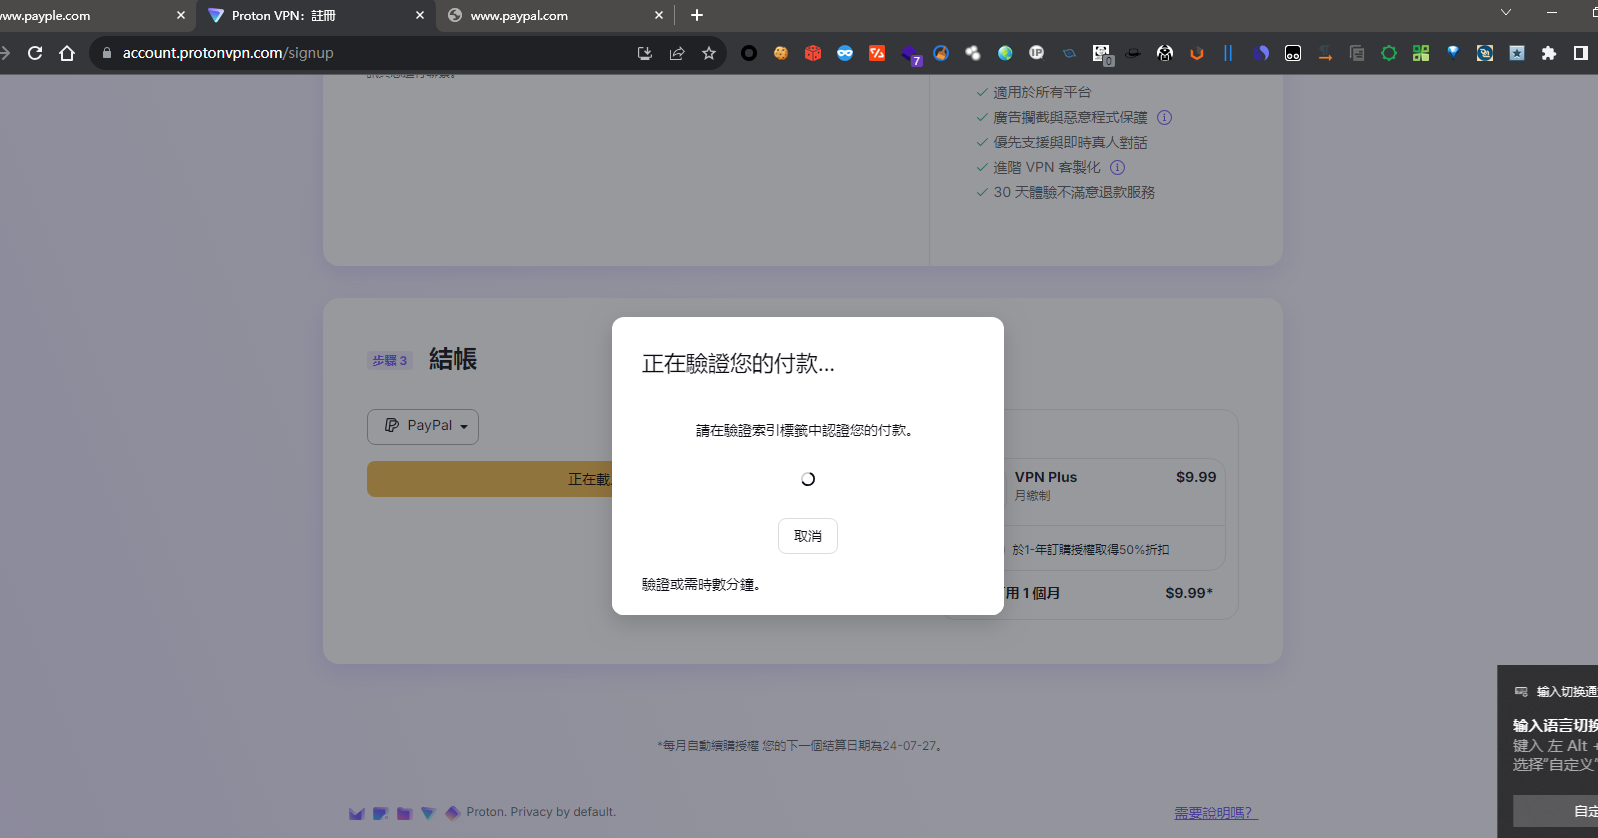 www.payple.com
Proton VPN：註冊
www.paypal.com
account.protonvpn.com/signup
7
IP
0
適用於所有平台
廣告攔截與惡意程式保護
優先支援與即時真人對話
進階 VPN 客製化
30 天體驗不滿意退款服務
步驟 3
結帳
PayPal
正在載
正在驗證您的付款...
請在驗證索引標籤中認證您的付款。
取消
驗證或需時數分鐘。
VPN Plus
$9.99
月繳制
於1-年訂購授權取得50%折扣
用 1 個月
$9.99*
*每月自動續購授權 您的下一個結算日期為24-07-27。
Proton. Privacy by default.
需要說明嗎？
输入切换通
输入语言切换
键入 左 Alt +
选择"自定义"
自定